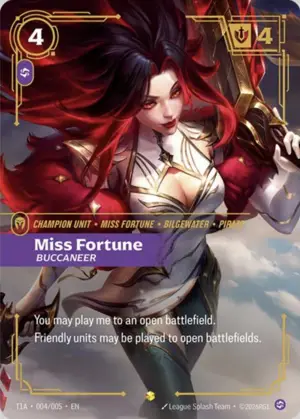 4
4
CHAMPION UNIT • MISS FORTUNE • BILGEWATER • PIRATE
Miss Fortune
BUCCANEER
You may play me to an open battlefield.
Friendly units may be played to open battlefields.
T14 • 004/005 • EN
League Splash Team